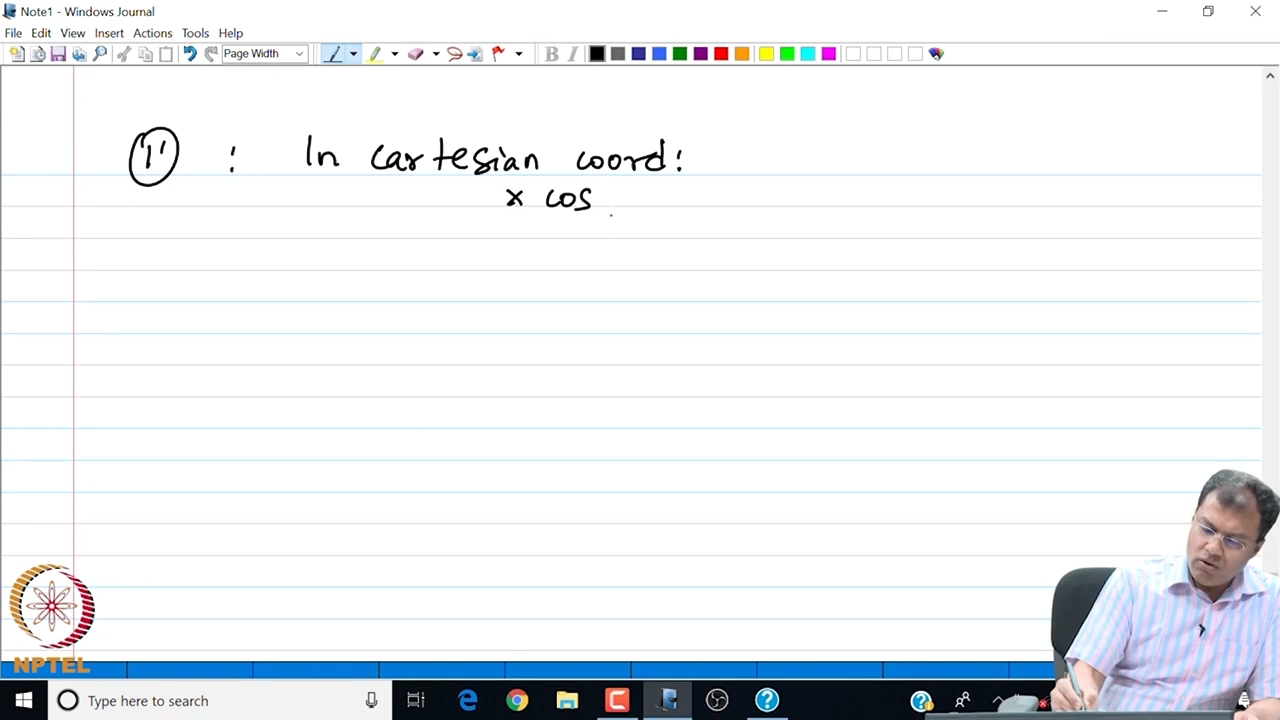 Note1 - Windows Journal
File Edit View Insert Actions Tools Help
Page Width
B I
: In cartesian coord:
x cos
NPTEL
Type here to search